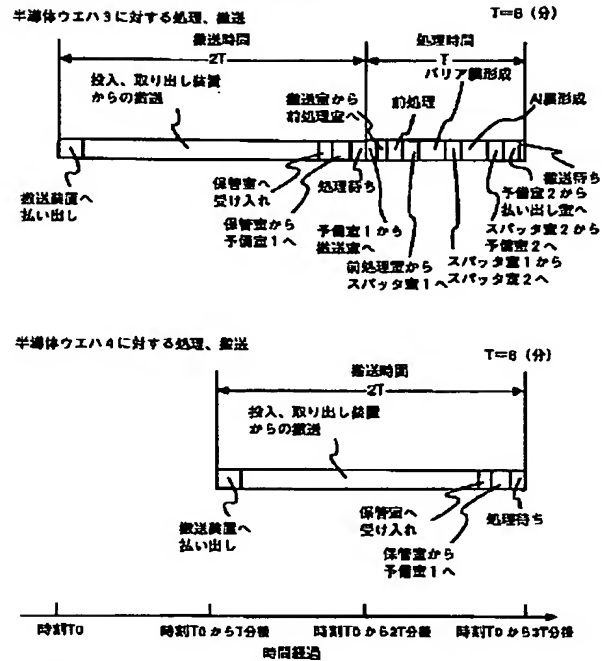 半導体ウエハ3に対する処理、搬送
T=6（分）
搬送時間
2T
処理時間
T
投入、取り出し装置
からの搬送
搬送室から
前処理室へ
前処理
バリア膜形成
Al膜形成
搬送装置へ
払い出し
保管室へ
受け入れ
保管室から
予備室1へ
処理待ち
予備室1から
搬送室へ
前処理室から
スパッタ室1へ
スパッタ室1から
スパッタ室2へ
搬送待ち
予備室2から
払い出し室へ
スパッタ室2から
予備室2へ
半導体ウエハ4に対する処理、搬送
T=6（分）
搬送時間
2T
投入、取り出し装置
からの搬送
搬送装置へ
払い出し
保管室へ
受け入れ
保管室から
予備室1へ
処理待ち
時刻T0
時刻T0からT分後
時刻T0から2T分後
時刻T0から3T分後
時間経過